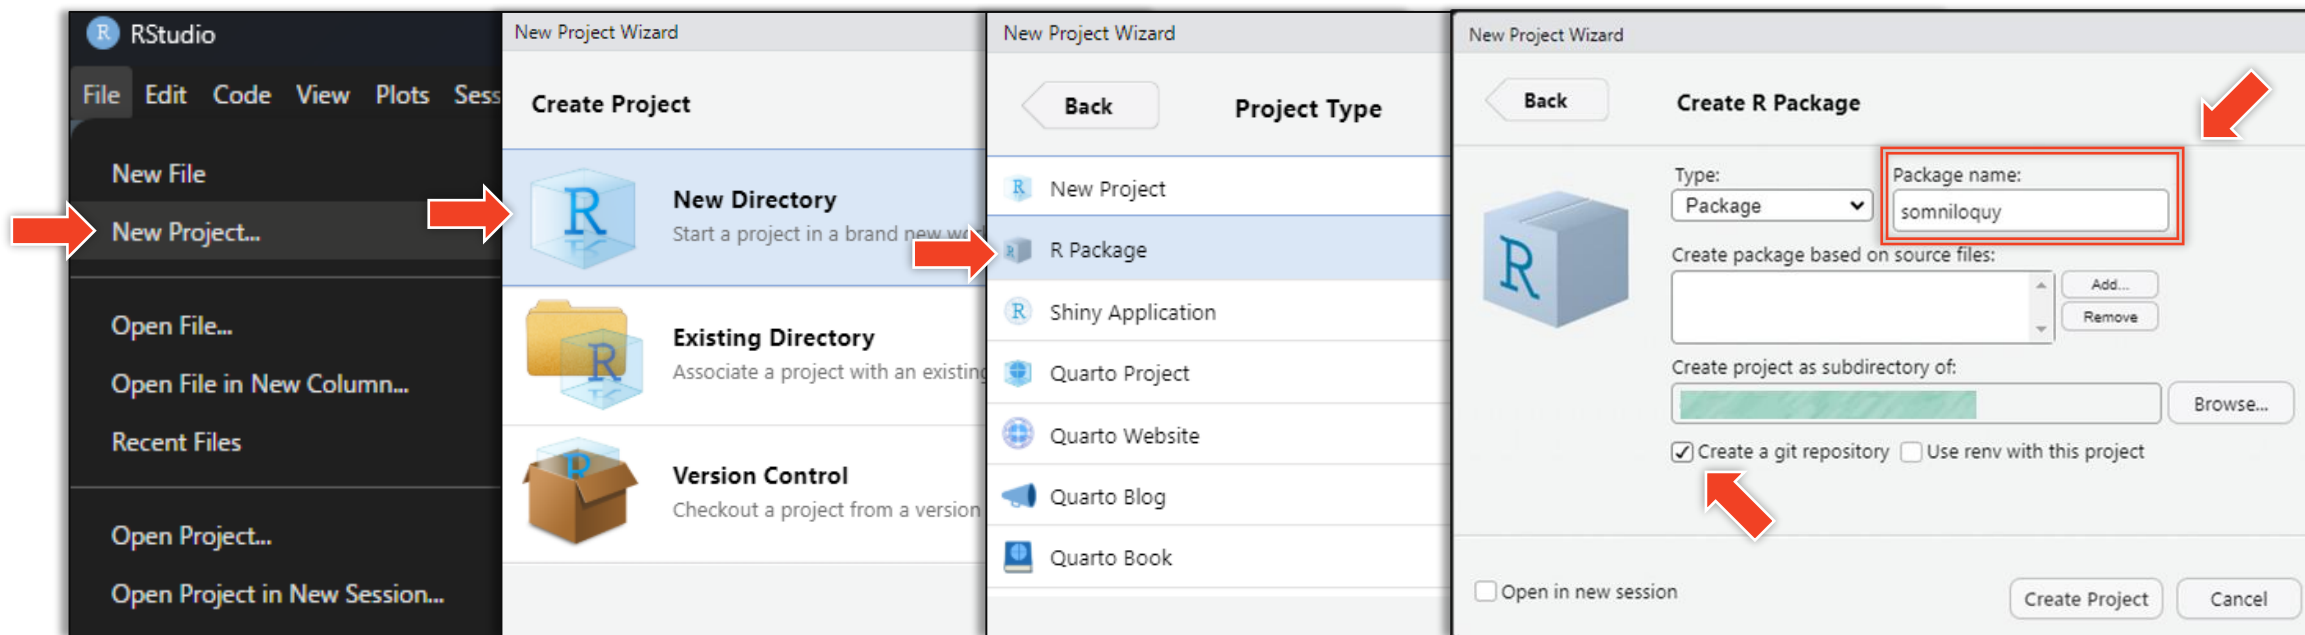 RStudio
File Edit Code View Plots Sess
New File
New Project...
Open File...
Open File in New Column...
Recent Files
Open Project...
Open Project in New Session...
New Project Wizard
Create Project
New Directory
Start a project in a brand new
Existing Directory
Associate a project with an existing
Version Control
Checkout a project from a version
New Project Wizard
Back
Project Type
New Project
R Package
Shiny Application
Quarto Project
Quarto Website
Quarto Blog
Quarto Book
New Project Wizard
Back
Create R Package
Type:
Package
Package name:
somniloquy
Create package based on source files:
Add...
Remove
Create project as subdirectory of:
Browse...
Create a git repository
Use renv with this project
Open in new session
Create Project
Cancel